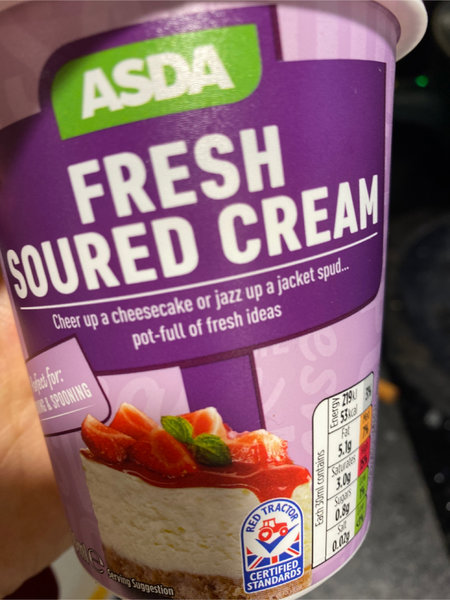 ASDA
FRESH
SOURED CREAM
Cheer up a cheesecake or jazz up a jacket spud...
pot-full of fresh ideas
for:
& SPOONING
Each 30ml contains
Energy
219kJ
53kcal
3%
Fat
5.1g
7%
Saturates
3.0g
Sugars
0.8g
Salt
0.02g
RED TRACTOR
CERTIFIED
STANDARDS
Serving Suggestion